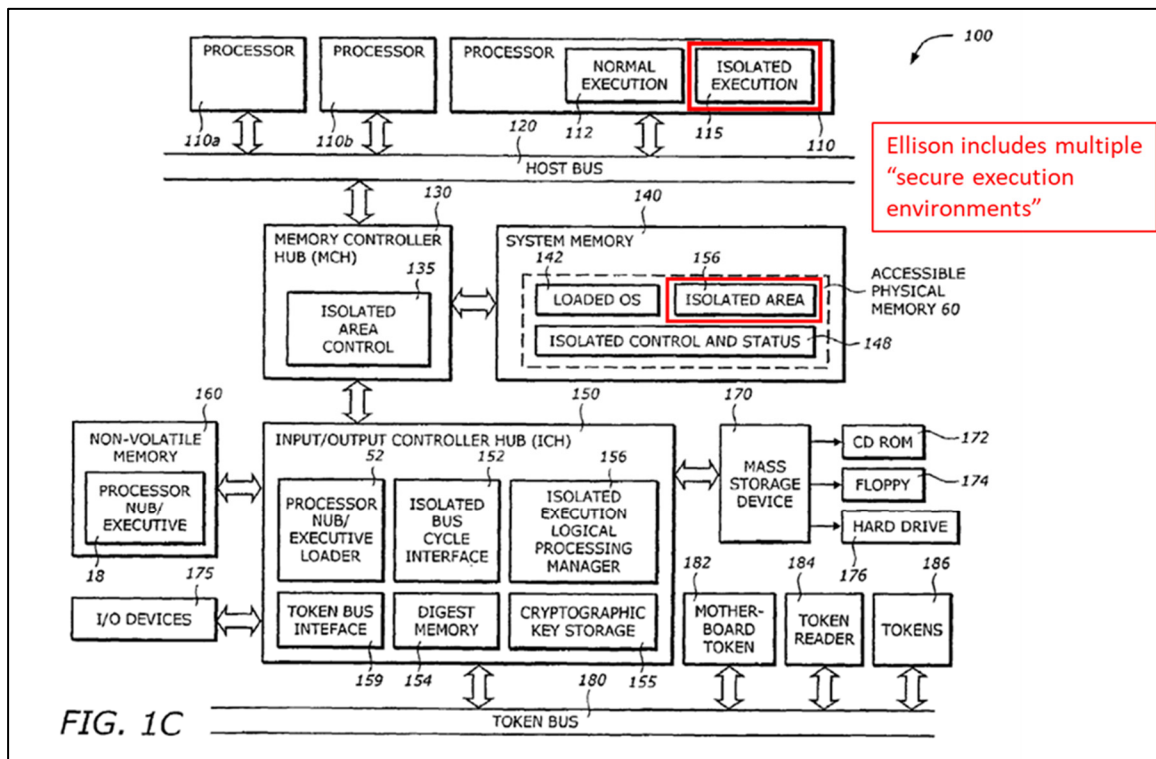 PROCESSOR
PROCESSOR
PROCESSOR
NORMAL
EXECUTION
ISOLATED
EXECUTION
100
110a
110b
120
112
115
110
HOST BUS
Ellison includes multiple
“secure execution
environments”
130
MEMORY CONTROLLER
HUB (MCH)
135
ISOLATED
AREA
CONTROL
140
SYSTEM MEMORY
142
156
LOADED OS
ISOLATED AREA
ISOLATED CONTROL AND STATUS
148
ACCESSIBLE
PHYSICAL
MEMORY 60
160
NON-VOLATILE
MEMORY
PROCESSOR
NUB/
EXECUTIVE
18
175
I/O DEVICES
150
INPUT/OUTPUT CONTROLLER HUB (ICH)
52
152
156
PROCESSOR
NUB/
EXECUTIVE
LOADER
ISOLATED
BUS
CYCLE
INTERFACE
ISOLATED
EXECUTION
LOGICAL
PROCESSING
MANAGER
TOKEN BUS
INTEFACE
DIGEST
MEMORY
CRYPTOGRAPHIC
KEY STORAGE
159
154
155
170
MASS
STORAGE
DEVICE
CD ROM
172
FLOPPY
174
HARD DRIVE
176
182
184
186
MOTHER-
BOARD
TOKEN
TOKEN
READER
TOKENS
180
TOKEN BUS
FIG. 1C